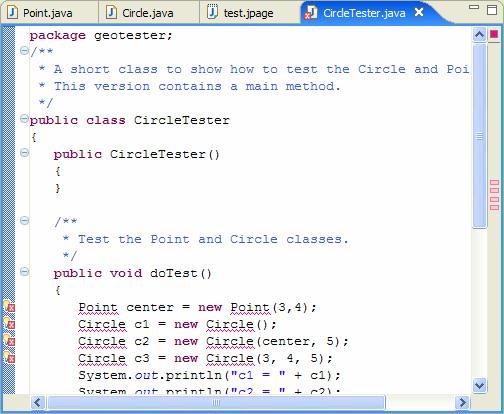 Point.java Circle.java test.jpage CircleTester.java
package geotester;
/**
 * A short class to show how to test the Circle and Poi
 * This version contains a main method.
 */
public class CircleTester
{
public CircleTester()
{
}
/**
 * Test the Point and Circle classes.
 */
public void doTest()
{
Point center = new Point(3,4);
Circle c1 = new Circle();
Circle c2 = new Circle(center, 5);
Circle c3 = new Circle(3, 4, 5);
System.out.println("c1 = " + c1);
System.out.println("c2 = " + c2);